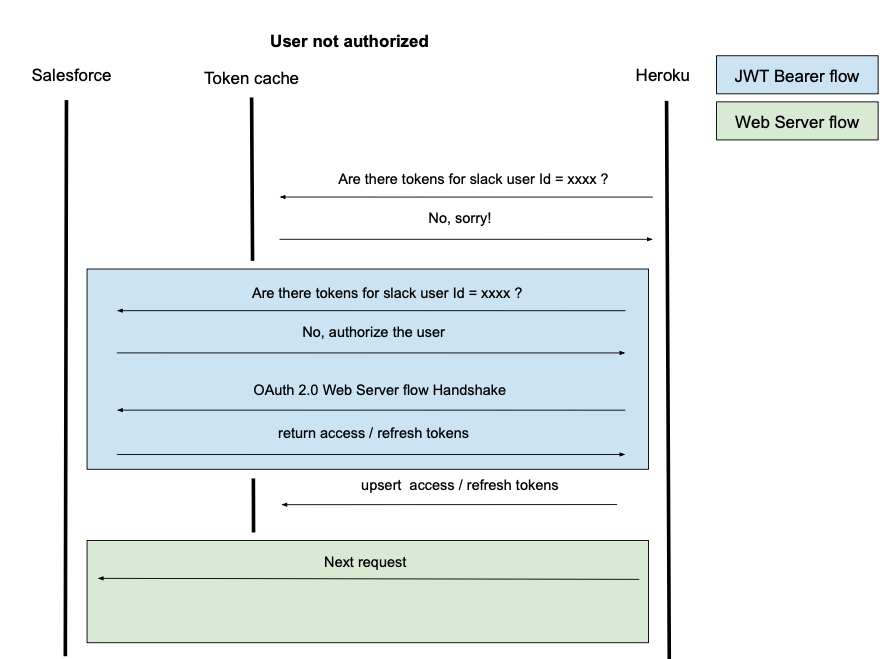 User not authorized
Salesforce
Token cache
Heroku
JWT Bearer flow
Web Server flow
Are there tokens for slack user Id = xxxx ?
No, sorry!
Are there tokens for slack user Id = xxxx ?
No, authorize the user
OAuth 2.0 Web Server flow Handshake
return access / refresh tokens
upsert access / refresh tokens
Next request